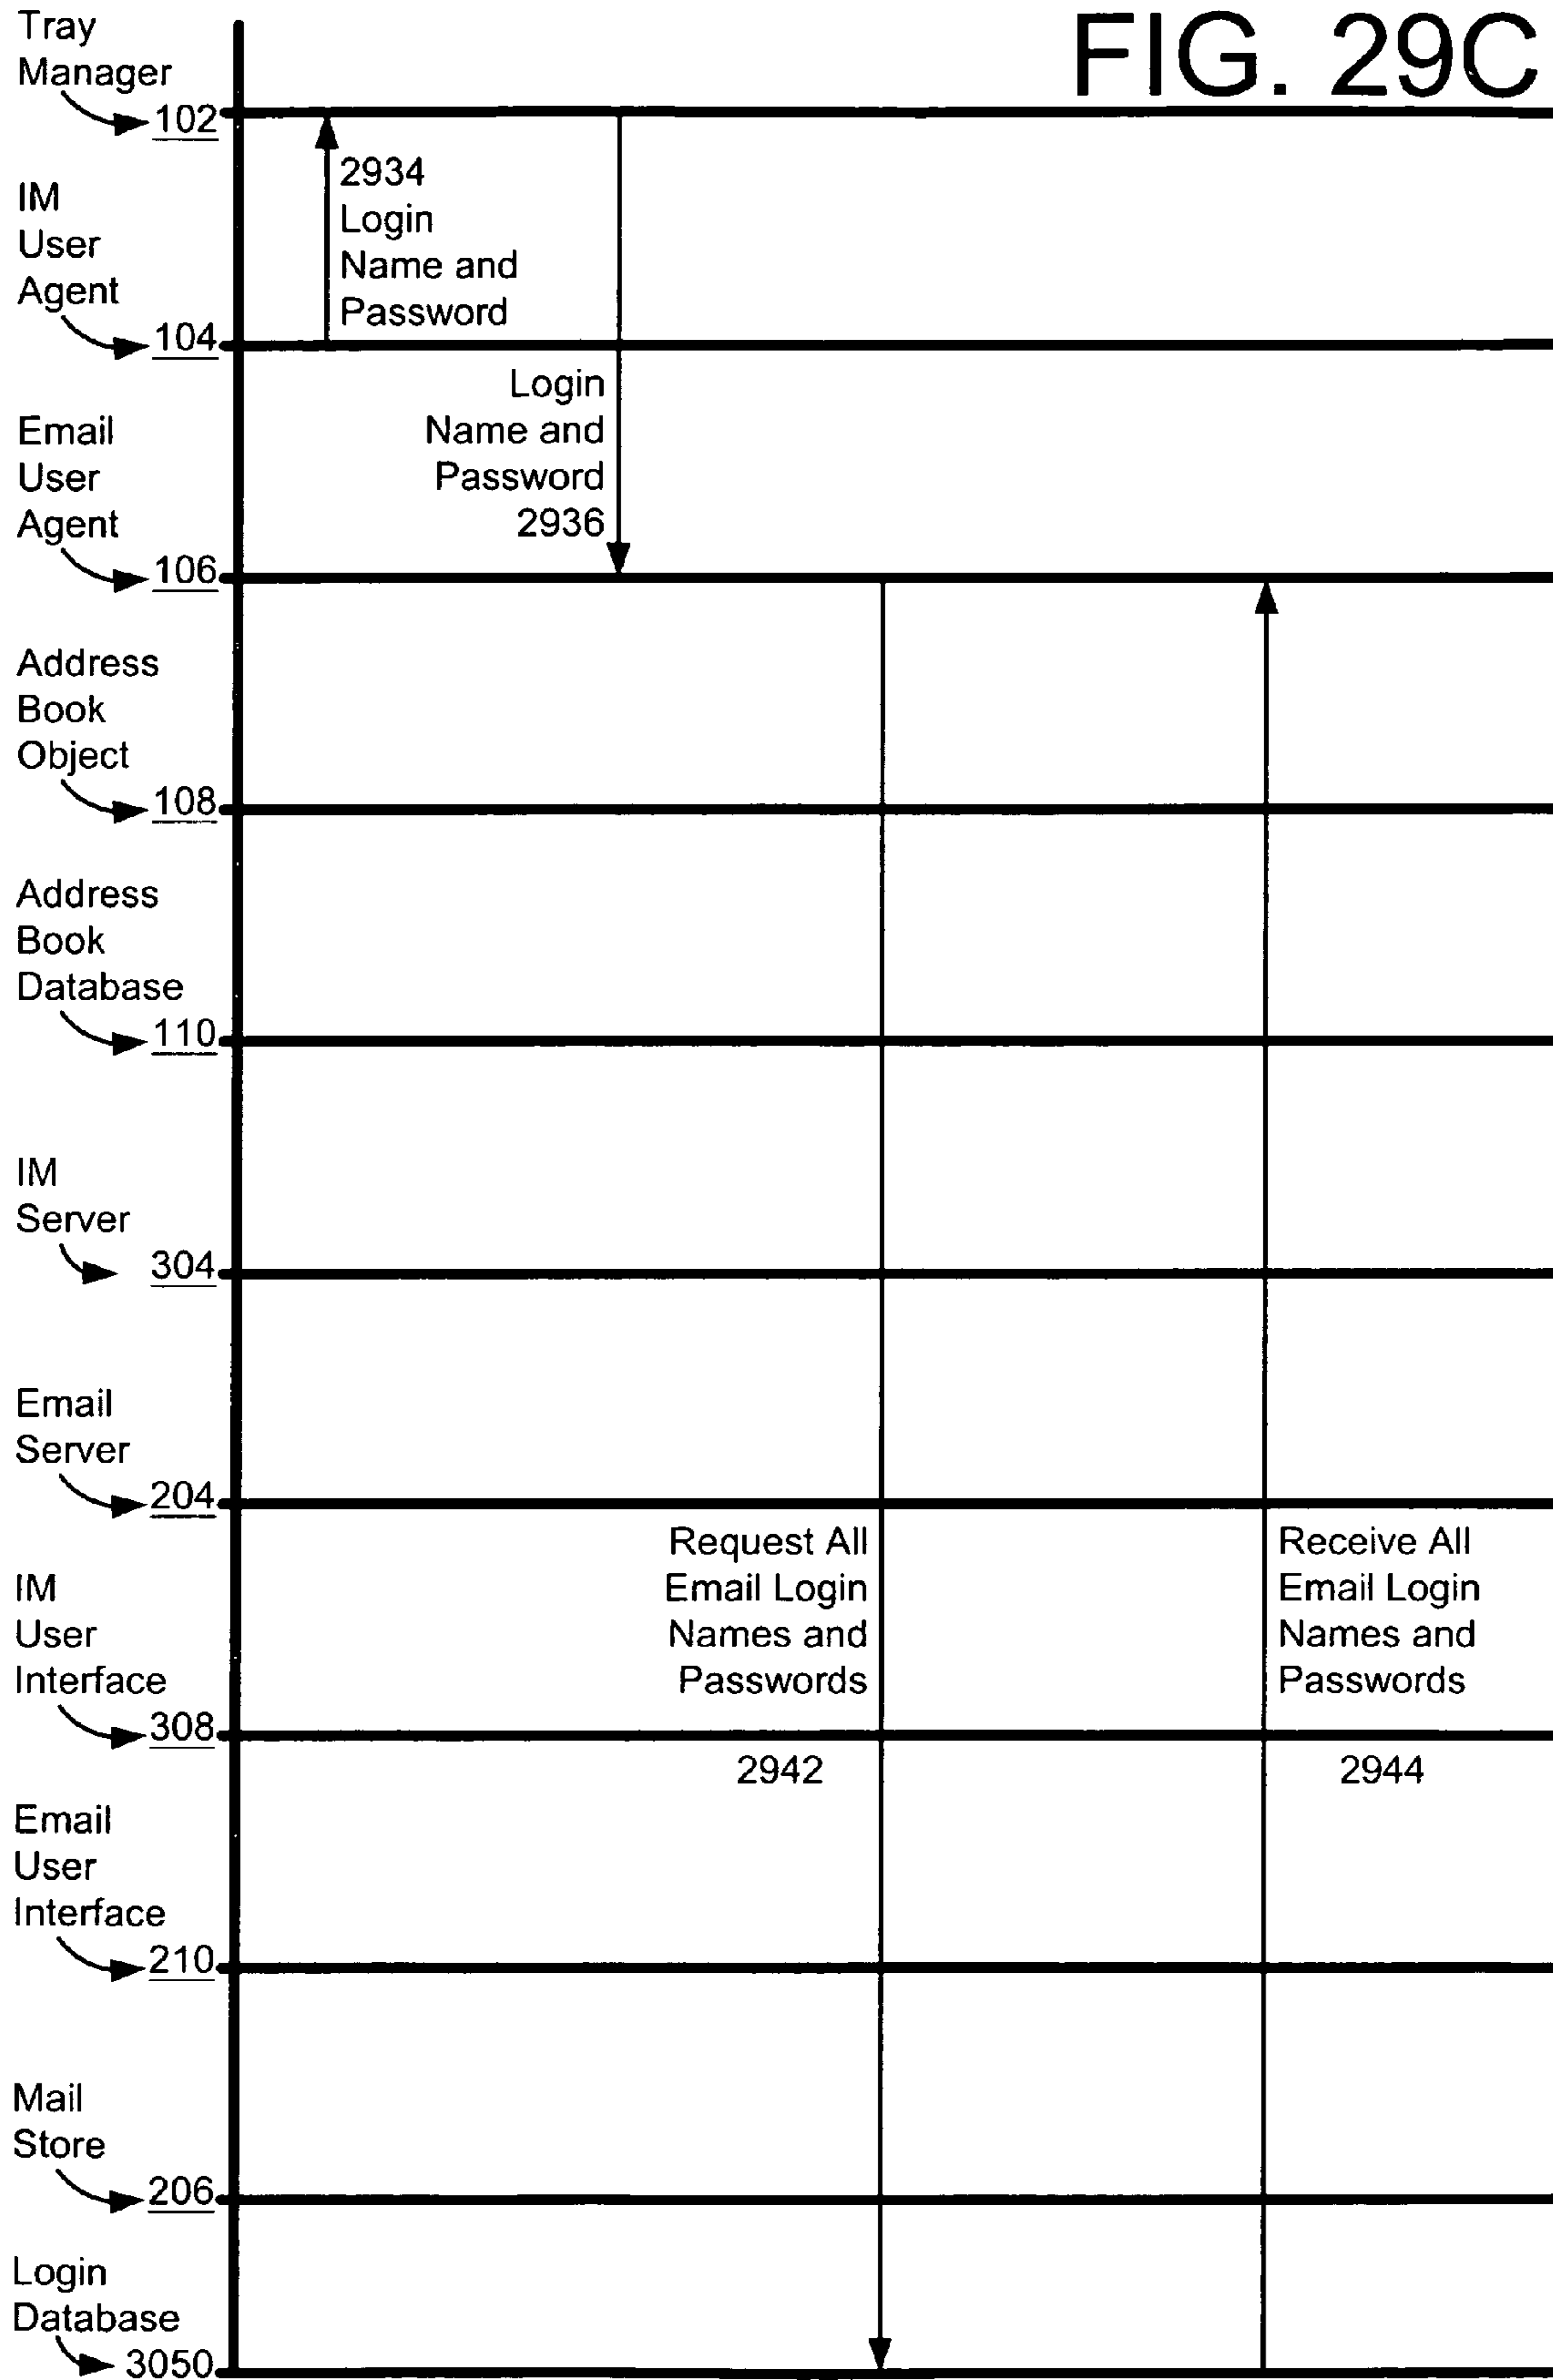 FIG. 29C
Tray
Manager
102
2934
Login
Name and
Password
IM
User
Agent
104
Login
Name and
Password
2936
Email
User
Agent
106
Address
Book
Object
108
Address
Book
Database
110
IM
Server
304
Email
Server
204
Request All
Email Login
Names and
Passwords
Receive All
Email Login
Names and
Passwords
IM
User
Interface
308
2942
2944
Email
User
Interface
210
Mail
Store
206
Login
Database
3050